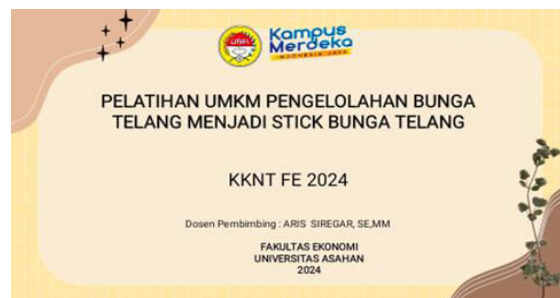 UNA
Kampus
Merdeka
INDONESIA JAYA
PELATIHAN UMKM PENGELOLAHAN BUNGA
TELANG MENJADI STICK BUNGA TELANG
KKNT FE 2024
Dosen Pembimbing : ARIS SIREGAR, SE,MM
FAKULTAS EKONOMI
UNIVERSITAS ASAHAN
2024